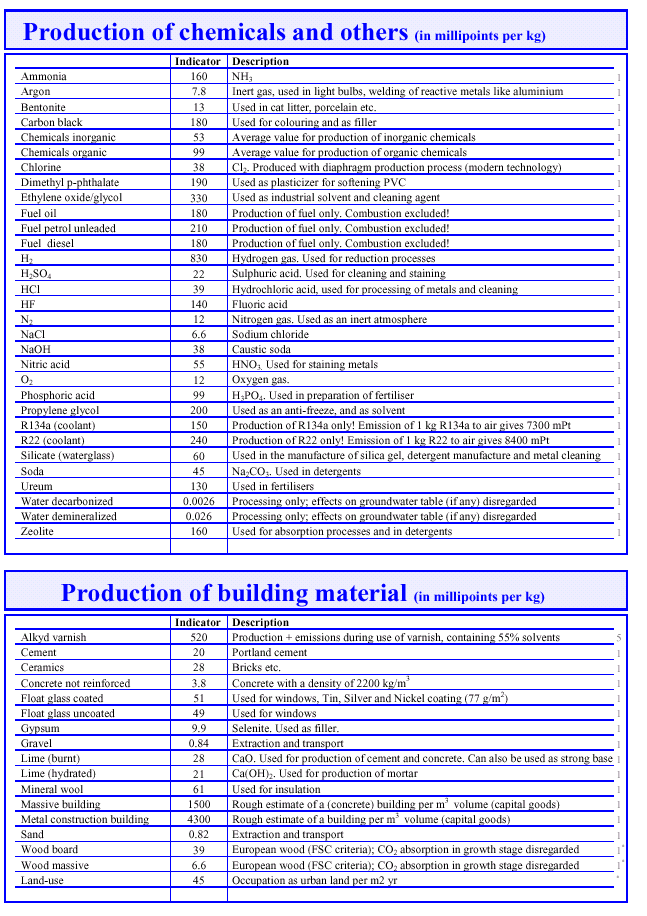 Production of chemicals and others (in millipoints per kg)
Indicator Description
Ammonia 160 NH₃ 1
Argon 7.8 Inert gas, used in light bulbs, welding of reactive metals like aluminium 1
Bentonite 13 Used in cat litter, porcelain etc. 1
Carbon black 180 Used for colouring and as filler 1
Chemicals inorganic 53 Average value for production of inorganic chemicals 1
Chemicals organic 99 Average value for production of organic chemicals 1
Chlorine 38 Cl₂. Produced with diaphragm production process (modern technology) 1
Dimethyl p-phthalate 190 Used as plasticizer for softening PVC 1
Ethylene oxide/glycol 330 Used as industrial solvent and cleaning agent 1
Fuel oil 180 Production of fuel only. Combustion excluded! 1
Fuel petrol unleaded 210 Production of fuel only. Combustion excluded! 1
Fuel diesel 180 Production of fuel only. Combustion excluded! 1
H₂ 830 Hydrogen gas. Used for reduction processes 1
H₂SO₄ 22 Sulphuric acid. Used for cleaning and staining 1
HCl 39 Hydrochloric acid, used for processing of metals and cleaning 1
HF 140 Fluoric acid 1
N₂ 12 Nitrogen gas. Used as an inert atmosphere 1
NaCl 6.6 Sodium chloride 1
NaOH 38 Caustic soda 1
Nitric acid 55 HNO₃. Used for staining metals 1
O₂ 12 Oxygen gas. 1
Phosphoric acid 99 H₃PO₄. Used in preparation of fertiliser 1
Propylene glycol 200 Used as an anti-freeze, and as solvent 1
R134a (coolant) 150 Production of R134a only! Emission of 1 kg R134a to air gives 7300 mPt 1
R22 (coolant) 240 Production of R22 only! Emission of 1 kg R22 to air gives 8400 mPt 1
Silicate (waterglass) 60 Used in the manufacture of silica gel, detergent manufacture and metal cleaning 1
Soda 45 Na₂CO₃. Used in detergents 1
Ureum 130 Used in fertilisers 1
Water decarbonized 0.0026 Processing only; effects on groundwater table (if any) disregarded 1
Water demineralized 0.026 Processing only; effects on groundwater table (if any) disregarded 1
Zeolite 160 Used for absorption processes and in detergents 1
Production of building material (in millipoints per kg)
Indicator Description
Alkyd varnish 520 Production + emissions during use of varnish, containing 55% solvents 5
Cement 20 Portland cement 1
Ceramics 28 Bricks etc. 1
Concrete not reinforced 3.8 Concrete with a density of 2200 kg/m³ 1
Float glass coated 51 Used for windows, Tin, Silver and Nickel coating (77 g/m²) 1
Float glass uncoated 49 Used for windows 1
Gypsum 9.9 Selenite. Used as filler. 1
Gravel 0.84 Extraction and transport 1
Lime (burnt) 28 CaO. Used for production of cement and concrete. Can also be used as strong base 1
Lime (hydrated) 21 Ca(OH)₂. Used for production of mortar 1
Mineral wool 61 Used for insulation 1
Massive building 1500 Rough estimate of a (concrete) building per m³ volume (capital goods) 1
Metal construction building 4300 Rough estimate of a building per m³ volume (capital goods) 1
Sand 0.82 Extraction and transport 1
Wood board 39 European wood (FSC criteria); CO₂ absorption in growth stage disregarded 1*
Wood massive 6.6 European wood (FSC criteria); CO₂ absorption in growth stage disregarded 1*
Land-use 45 Occupation as urban land per m2 yr *